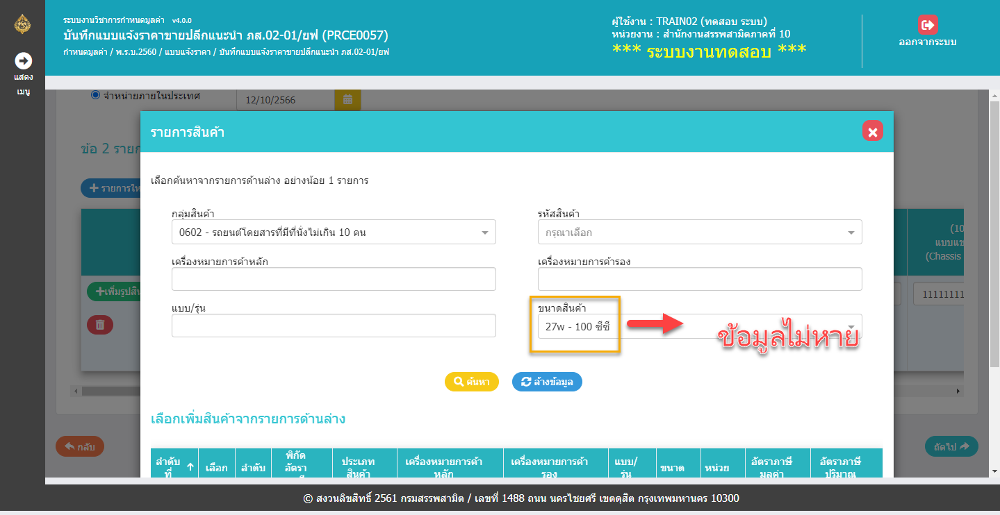 แสดง
เมนู
ระบบงานวิชาการกำหนดมูลค่า v4.0.0
บันทึกแบบแจ้งราคาขายปลีกแนะนำ ภส.02-01/ยฟ (PRCE0057)
กำหนดมูลค่า / พ.ร.บ.2560 / แบบแจ้งราคา / บันทึกแบบแจ้งราคาขายปลีกแนะนำ ภส.02-01/ยฟ
ผู้ใช้งาน : TRAIN02 (ทดสอบ ระบบ)
หน่วยงาน : สำนักงานสรรพสามิตภาคที่ 10
*** ระบบงานทดสอบ ***
ออกจากระบบ
จำหน่ายภายในประเทศ
12/10/2566
รายการสินค้า
ข้อ 2 ราย
เลือกค้นหาจากรายการด้านล่าง อย่างน้อย 1 รายการ
รายการให
กลุ่มสินค้า
รหัสสินค้า
0602 - รถยนต์โดยสารที่มีที่นั่งไม่เกิน 10 คน
กรุณาเลือก
(10
แบบแช
(Chassis
เครื่องหมายการค้าหลัก
เครื่องหมายการค้ารอง
เพิ่มรูปสิน
11111111
แบบ/รุ่น
ขนาดสินค้า
27w - 100 ซีซี
ข้อมูลไม่หาย
ค้นหา
ล้างข้อมูล
เลือกเพิ่มสินค้าจากรายการด้านล่าง
กลับ
ถัดไป
ลำดับ
ที่
เลือก
ลำดับ
พิกัด
อัตรา
ประเภท
สินค้า
เครื่องหมายการค้า
หลัก
เครื่องหมายการค้า
รอง
แบบ/
รุ่น
ขนาด
หน่วย
อัตราภาษี
มูลค่า
อัตราภาษี
ปริมาณ
© สงวนลิขสิทธิ์ 2561 กรมสรรพสามิต / เลขที่ 1488 ถนน นครไชยศรี เขตดุสิต กรุงเทพมหานคร 10300